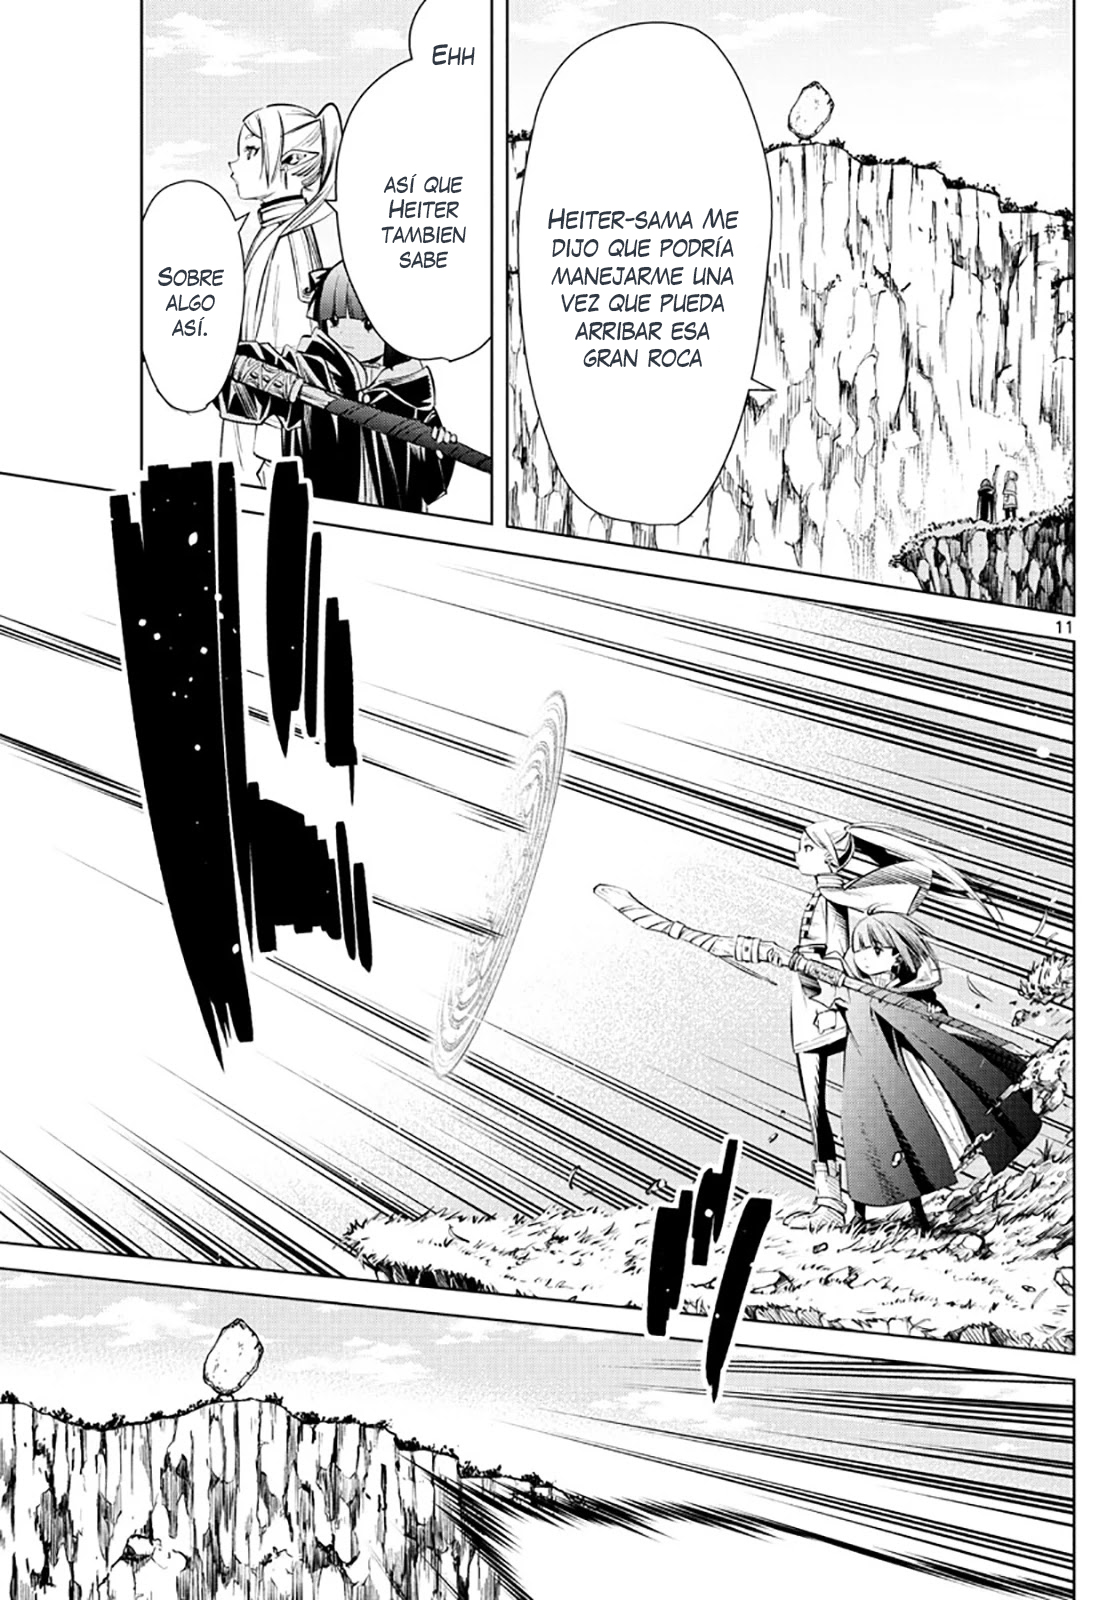 Heiter-sama Me
dijo que podría
manejarme una
vez que pueda
arribar esa
gran roca
Ehh
así que
Heiter
tambien
sabe
Sobre
algo
así.
11